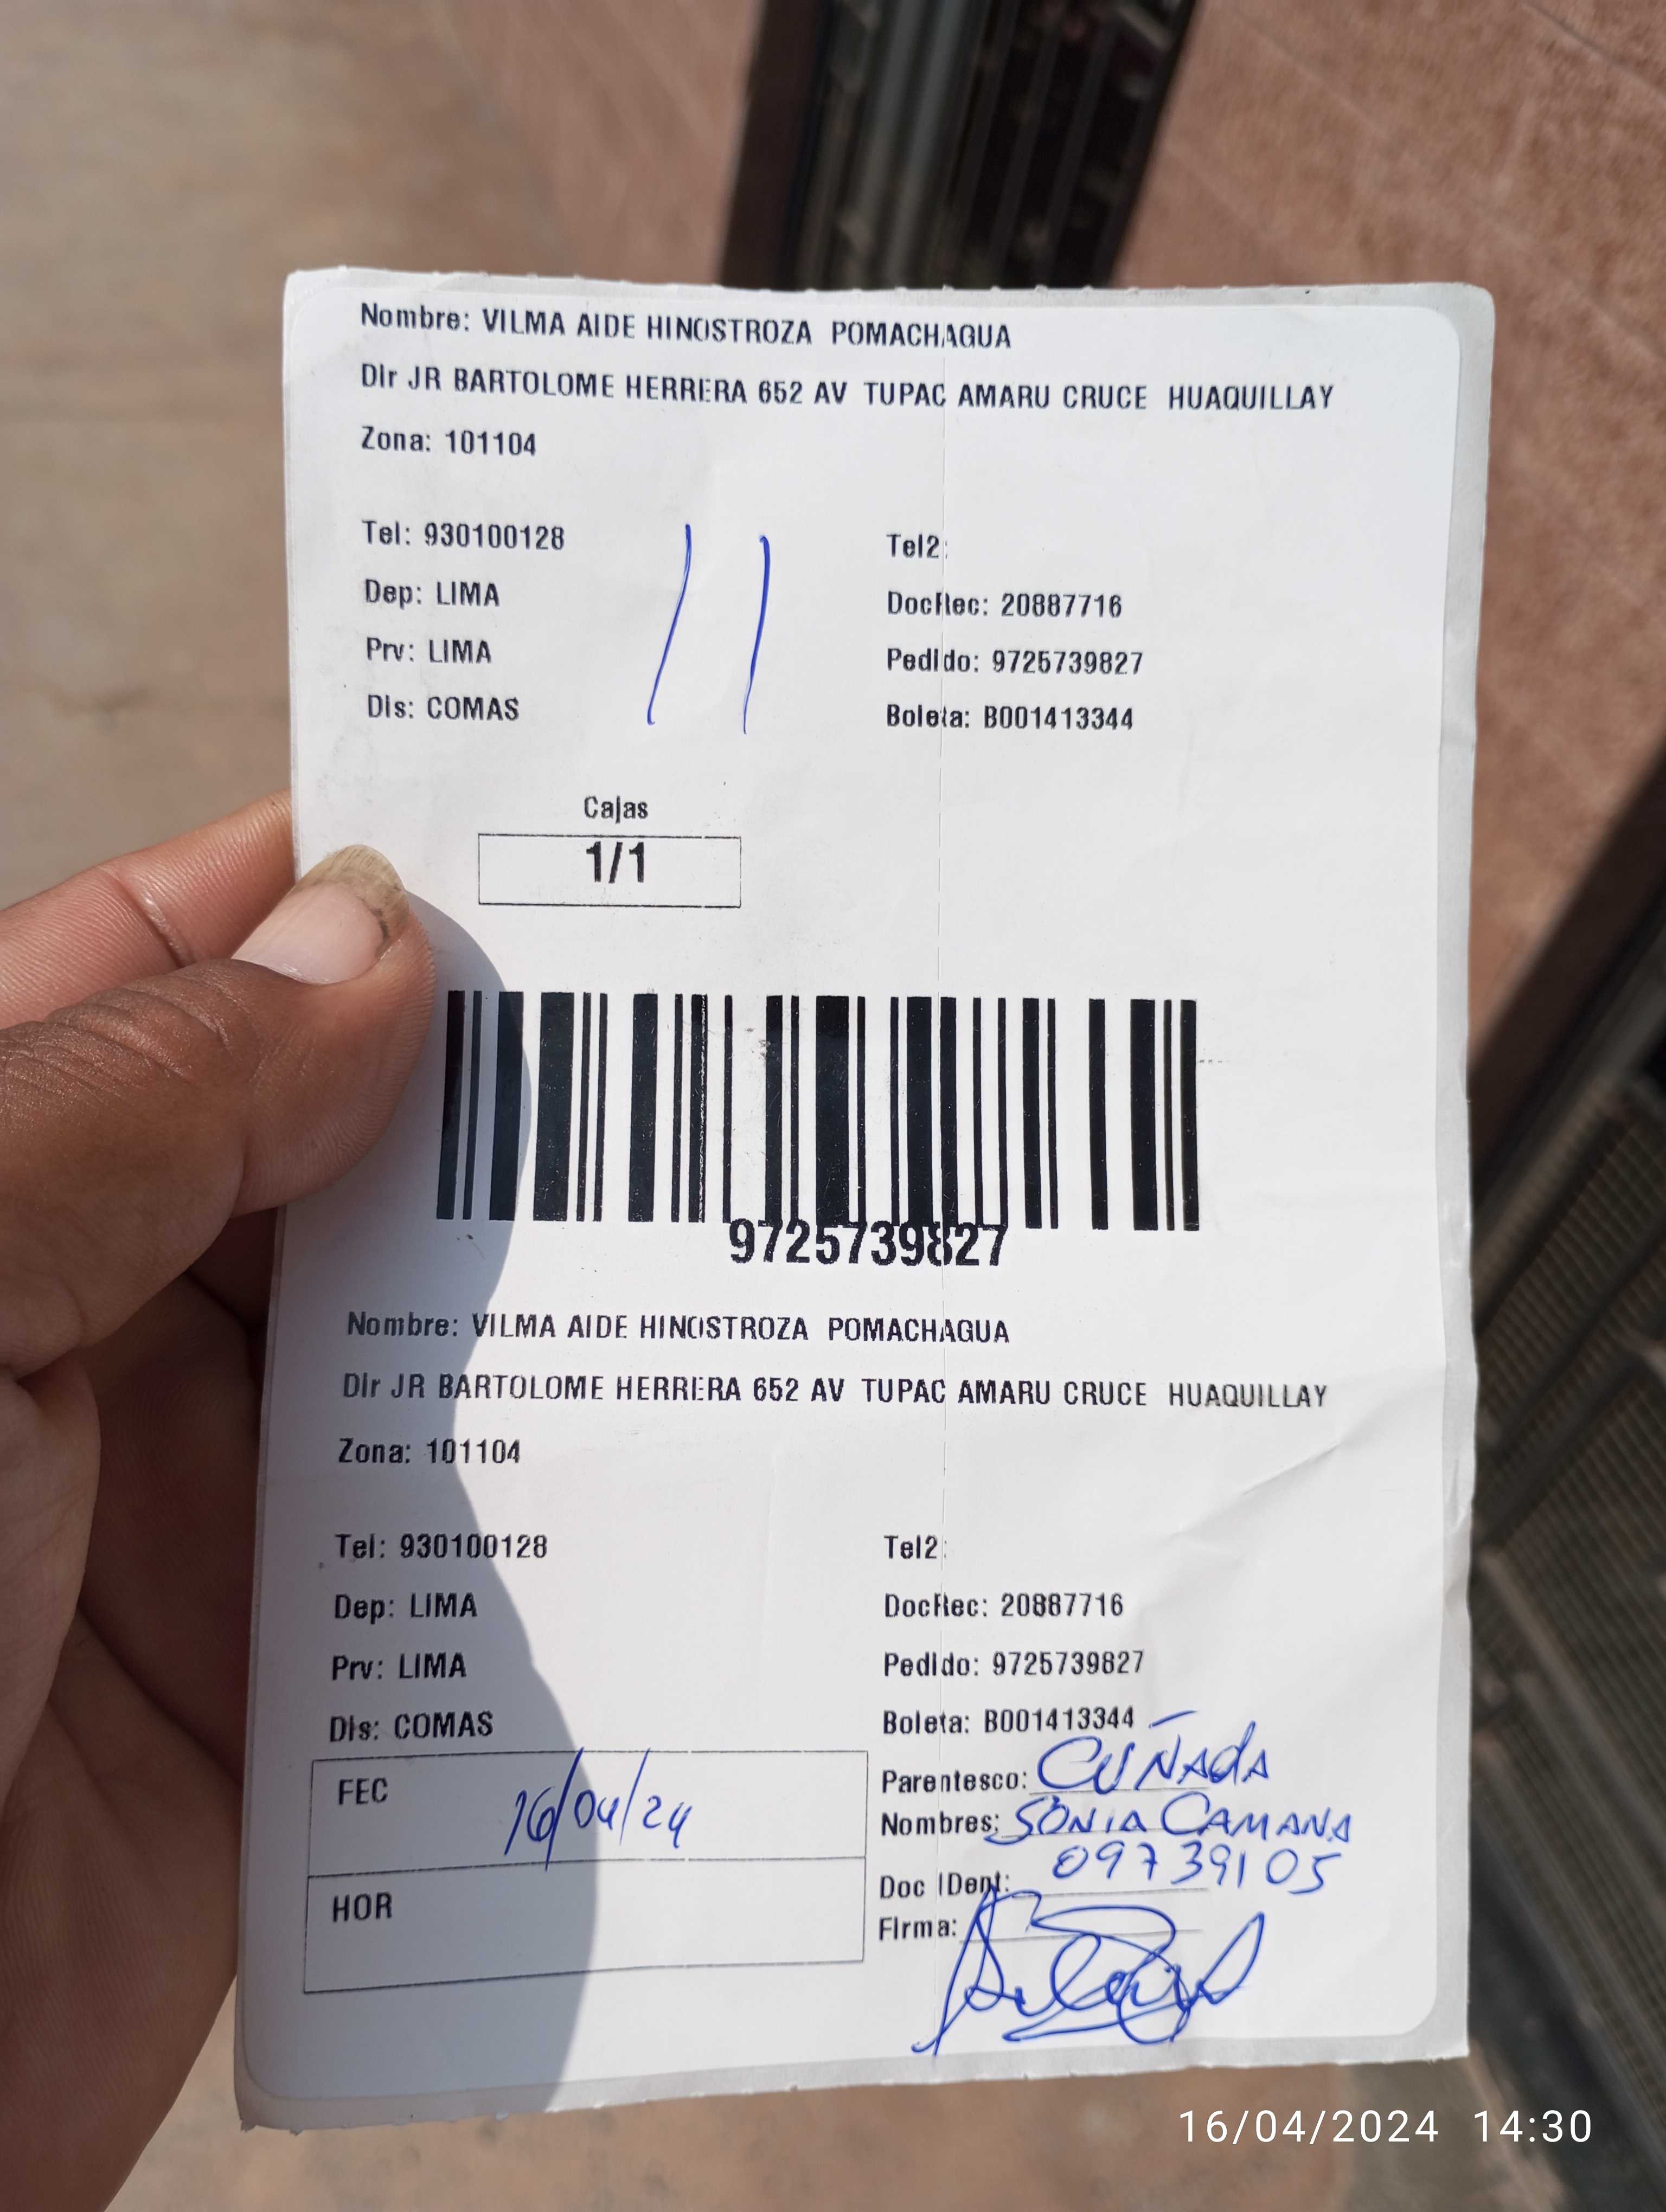 Nombre: VILMA AIDE HINOSTROZA POMACHAGUA
Dir JR BARTOLOME HERRERA 652 AV TUPAC AMARU CRUCE HUAQUILLAY
Zona: 101104
Tel: 930100128
Tel2:
Dep: LIMA
DocRec: 20887716
Prv: LIMA
Pedido: 9725739827
Dis: COMAS
Boleta: B001413344
Cajas
1/1
9725739827
Nombre: VILMA AIDE HINOSTROZA POMACHAGUA
Dir JR BARTOLOME HERRERA 652 AV TUPAC AMARU CRUCE HUAQUILLAY
Zona: 101104
Tel: 930100128
Tel2:
Dep: LIMA
DocRec: 20887716
Prv: LIMA
Pedido: 9725739827
Dis: COMAS
Boleta: B001413344
FEC 16/04/24
Parentesco: CUÑADA
Nombres: SONIA CAMANA
Doc IDent: 09739105
HOR
Firma:
16/04/2024 14:30